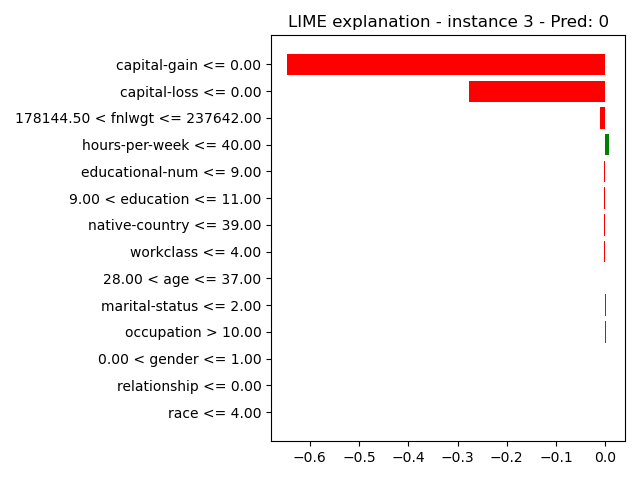 LIME explanation - instance 3 - Pred: 0
capital-gain <= 0.00
capital-loss <= 0.00
178144.50 < fnlwgt <= 237642.00
hours-per-week <= 40.00
educational-num <= 9.00
9.00 < education <= 11.00
native-country <= 39.00
workclass <= 4.00
28.00 < age <= 37.00
marital-status <= 2.00
occupation > 10.00
0.00 < gender <= 1.00
relationship <= 0.00
race <= 4.00
−0.6 −0.5 −0.4 −0.3 −0.2 −0.1 0.0